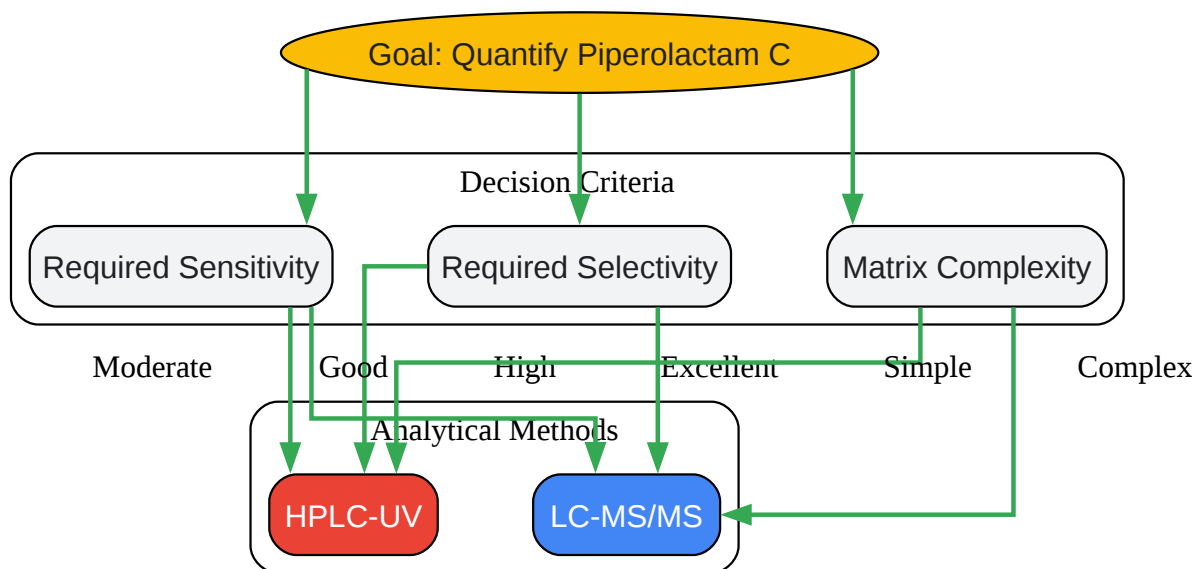 Goal: Quantify Piperolactam C
Decision Criteria
Required Sensitivity
Required Selectivity
Matrix Complexity
Moderate
Good
High
Excellent
Simple
Complex
Analytical Methods
HPLC-UV
LC-MS/MS